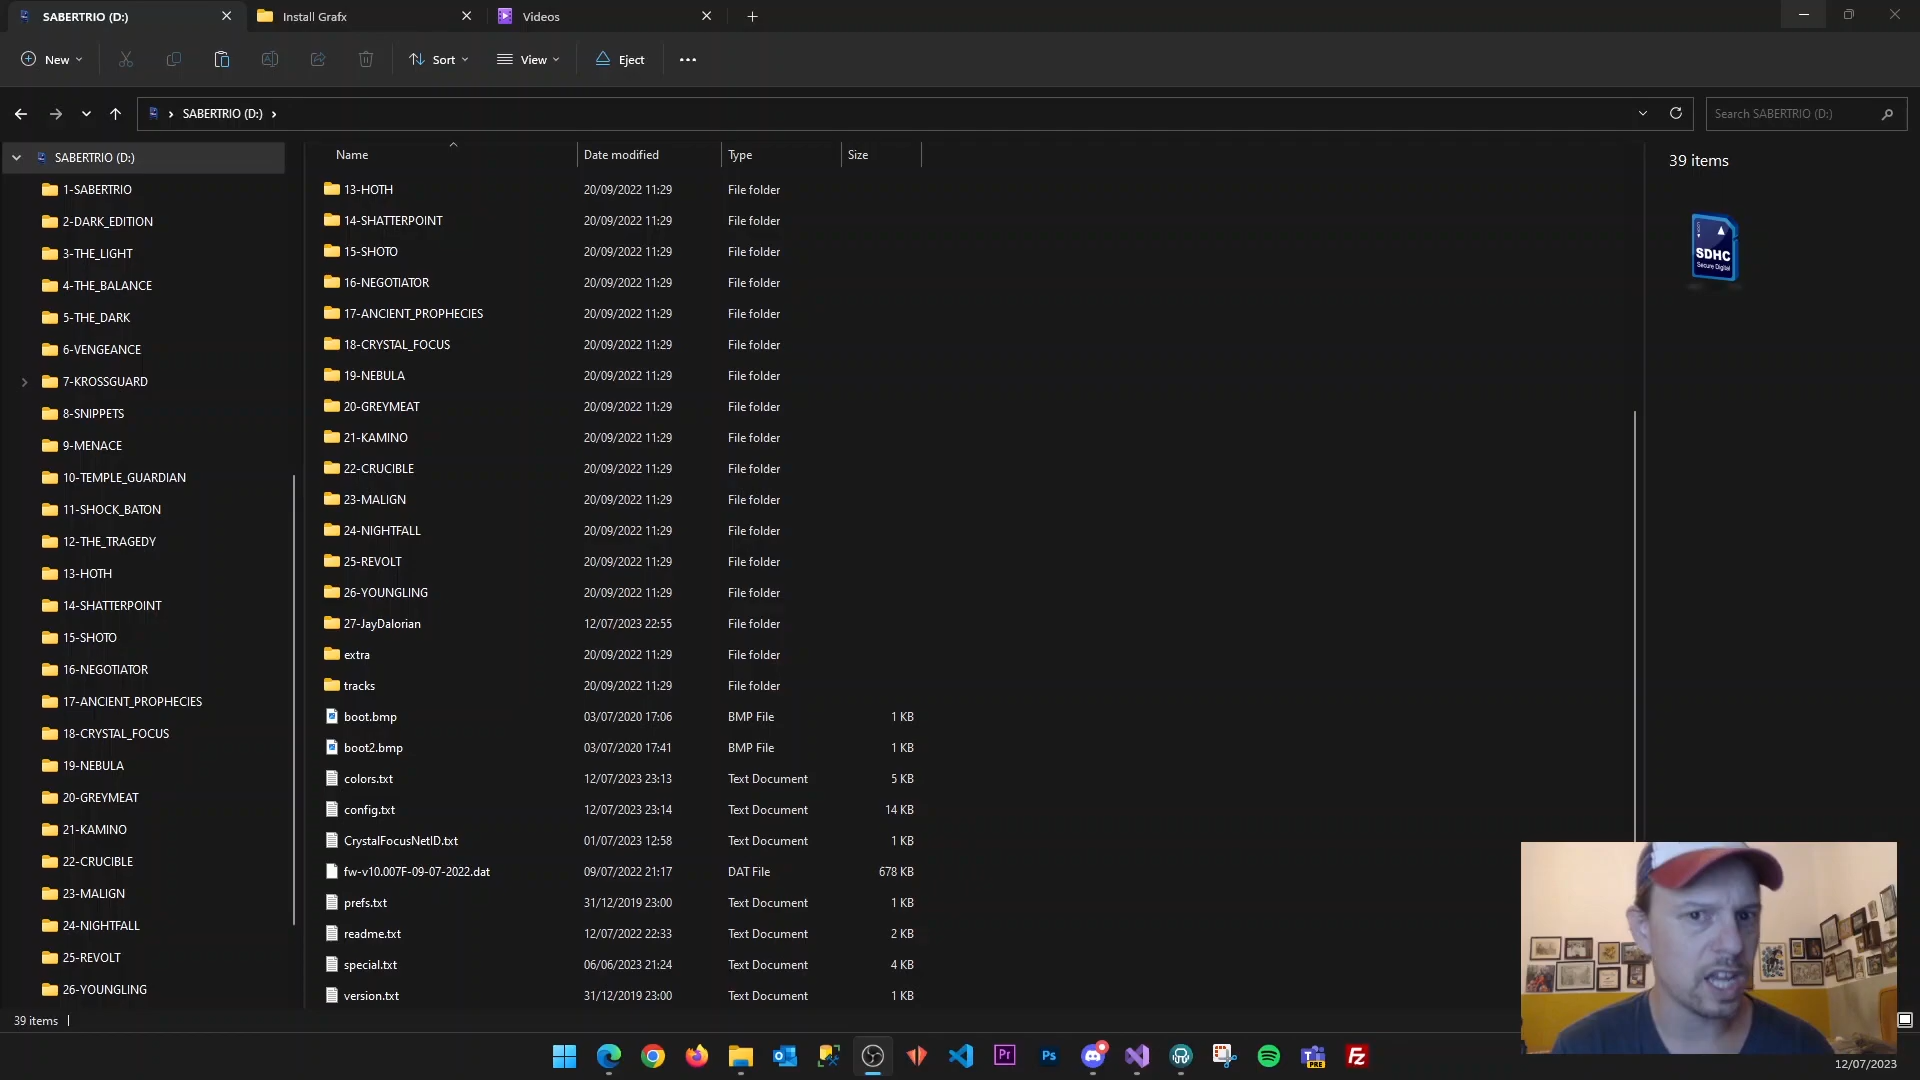 SABERTRIO (D:)
Install Grafx
Videos
New
Sort
View
Eject
SABERTRIO (D:)
Search SABERTRIO (D:)
SABERTRIO (D:)
1-SABERTRIO
2-DARK_EDITION
3-THE_LIGHT
4-THE_BALANCE
5-THE_DARK
6-VENGEANCE
7-KROSSGUARD
8-SNIPPETS
9-MENACE
10-TEMPLE_GUARDIAN
11-SHOCK_BATON
12-THE_TRAGEDY
13-HOTH
14-SHATTERPOINT
15-SHOTO
16-NEGOTIATOR
17-ANCIENT_PROPHECIES
18-CRYSTAL_FOCUS
19-NEBULA
20-GREYMEAT
21-KAMINO
22-CRUCIBLE
23-MALIGN
24-NIGHTFALL
25-REVOLT
26-YOUNGLING
Name Date modified Type Size
13-HOTH 20/09/2022 11:29 File folder
14-SHATTERPOINT 20/09/2022 11:29 File folder
15-SHOTO 20/09/2022 11:29 File folder
16-NEGOTIATOR 20/09/2022 11:29 File folder
17-ANCIENT_PROPHECIES 20/09/2022 11:29 File folder
18-CRYSTAL_FOCUS 20/09/2022 11:29 File folder
19-NEBULA 20/09/2022 11:29 File folder
20-GREYMEAT 20/09/2022 11:29 File folder
21-KAMINO 20/09/2022 11:29 File folder
22-CRUCIBLE 20/09/2022 11:29 File folder
23-MALIGN 20/09/2022 11:29 File folder
24-NIGHTFALL 20/09/2022 11:29 File folder
25-REVOLT 20/09/2022 11:29 File folder
26-YOUNGLING 20/09/2022 11:29 File folder
27-JayDalorian 12/07/2023 22:55 File folder
extra 20/09/2022 11:29 File folder
tracks 20/09/2022 11:29 File folder
boot.bmp 03/07/2020 17:06 BMP File 1 KB
boot2.bmp 03/07/2020 17:41 BMP File 1 KB
colors.txt 12/07/2023 23:13 Text Document 5 KB
config.txt 12/07/2023 23:14 Text Document 14 KB
CrystalFocusNetID.txt 01/07/2023 12:58 Text Document 1 KB
fw-v10.007F-09-07-2022.dat 09/07/2022 21:17 DAT File 678 KB
prefs.txt 31/12/2019 23:00 Text Document 1 KB
readme.txt 12/07/2022 22:33 Text Document 2 KB
special.txt 06/06/2023 21:24 Text Document 4 KB
version.txt 31/12/2019 23:00 Text Document 1 KB
39 items
SDHC
Secure Digital
39 items
Pr
Ps
PRE
Fz
12/07/2023